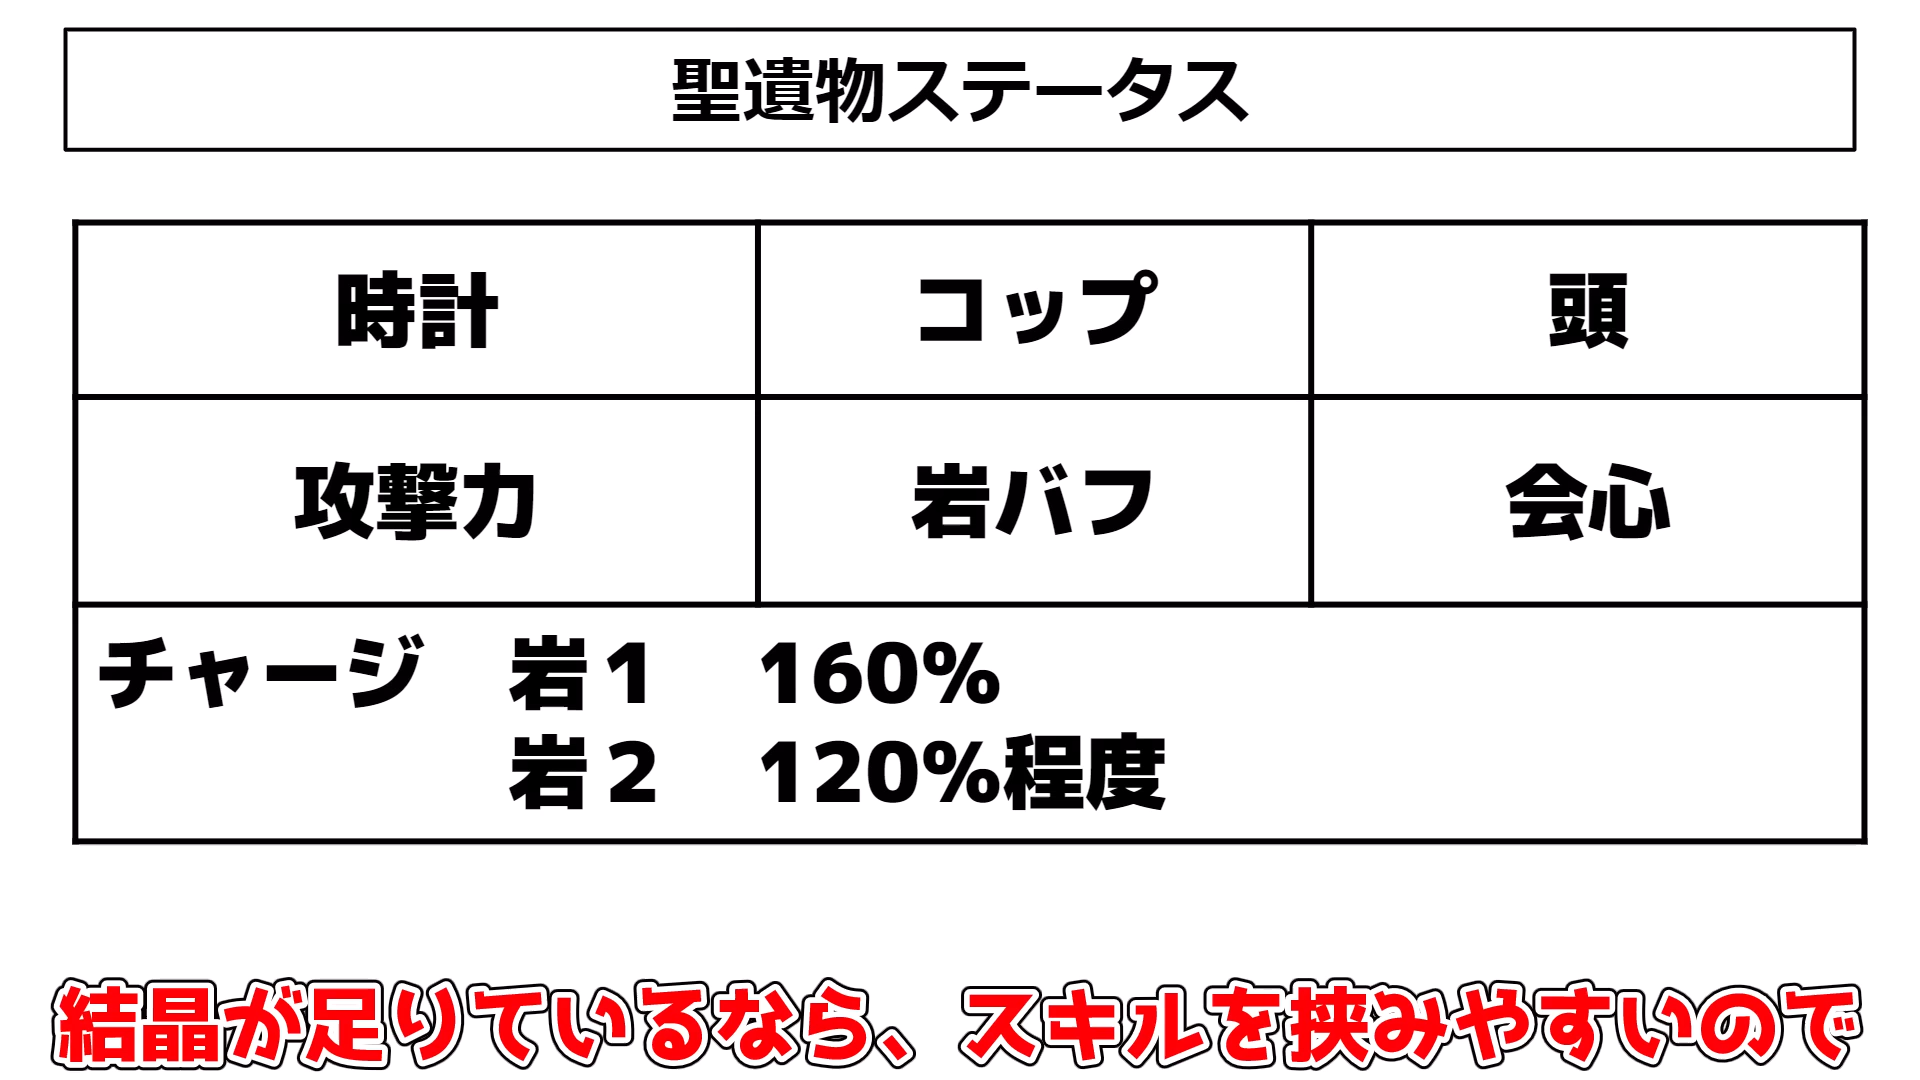 聖遺物ステータス
時計 コップ 頭
攻撃力 岩バフ 会心
チャージ 岩1 160%
岩2 120%程度
結晶が足りているなら、スキルを挟みやすいので